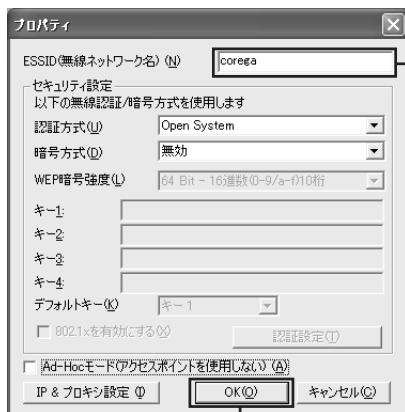 プロパティ
ESSID(無線ネットワーク名) (N) corega
セキュリティ設定
以下の無線認証/暗号方式を使用します
認証方式(U) Open System
暗号方式(D) 無効
WEP暗号強度(L) 64 Bit - 16進数(0-9/a-f)10桁
キー1:
キー2:
キー3:
キー4:
デフォルトキー(K) キー 1
802.1xを有効にする(X) 認証設定(T)
Ad-Hocモード(アクセスポイントを使用しない) (A)
IP & プロキシ設定 (I) OK(O) キャンセル(C)